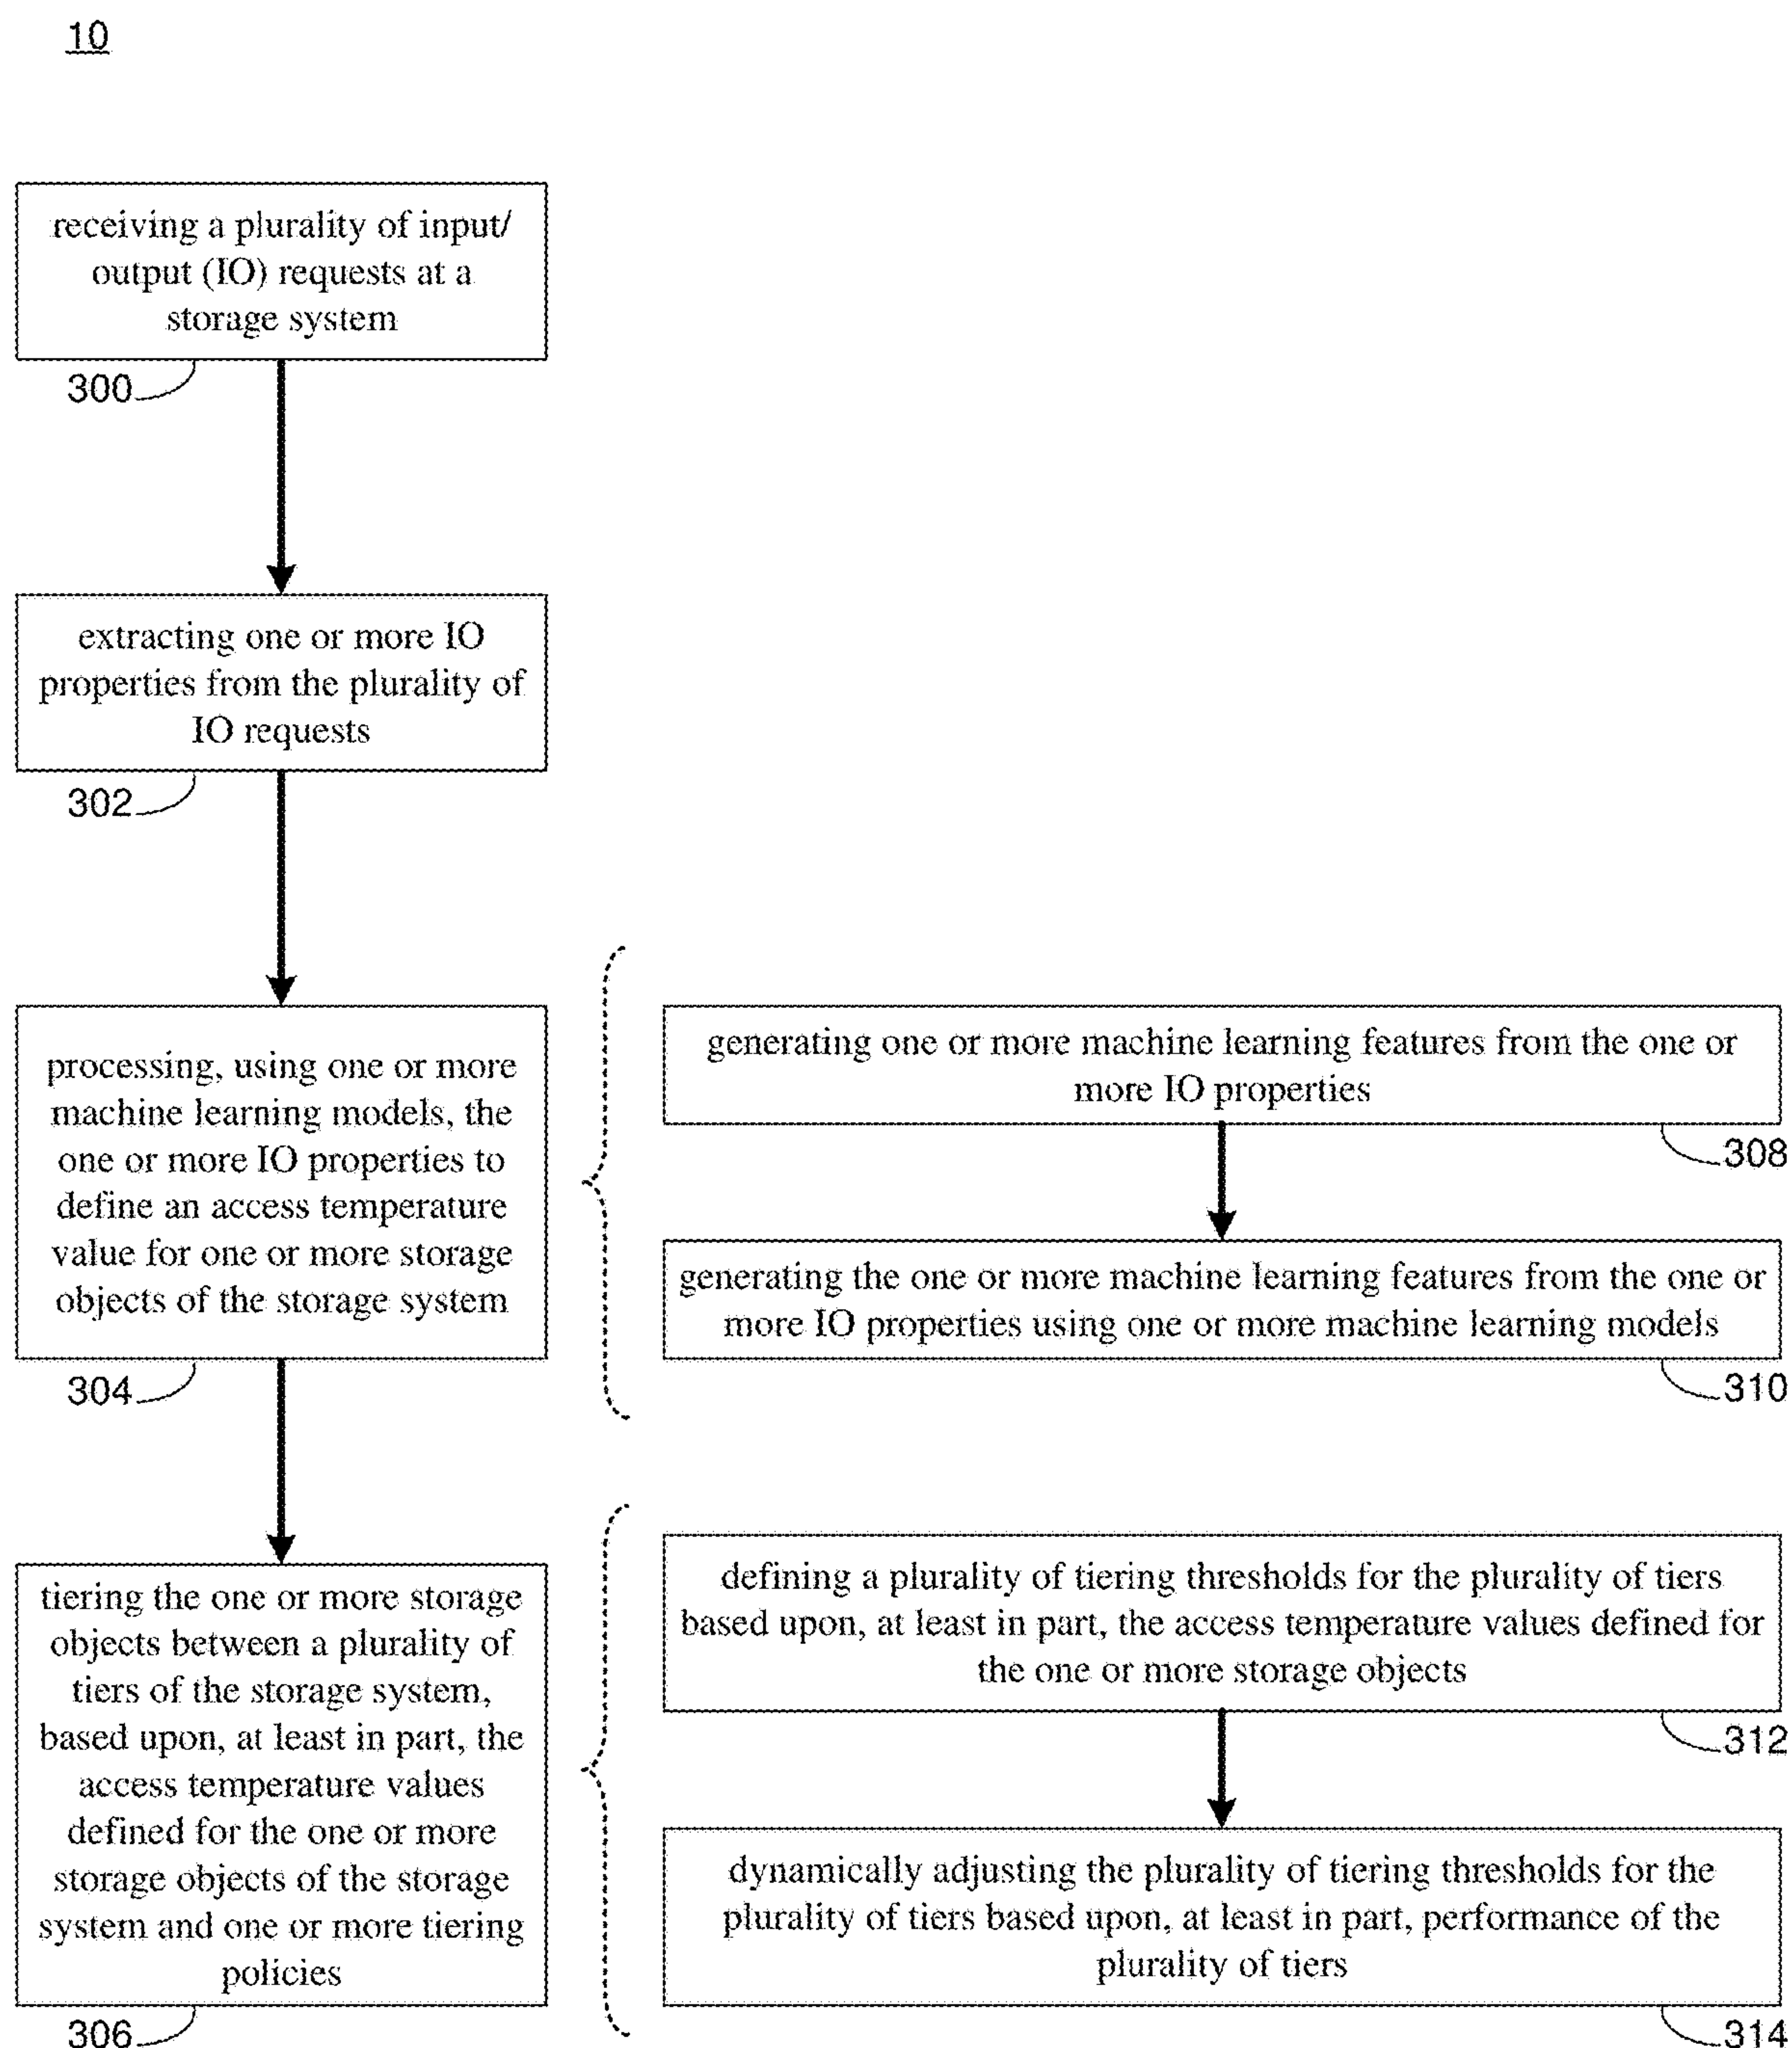 10
receiving a plurality of input/
output (IO) requests at a
storage system
300
extracting one or more IO
properties from the plurality of
IO requests
302
processing, using one or more
machine learning models, the
one or more IO properties to
define an access temperature
value for one or more storage
objects of the storage system
304
generating one or more machine learning features from the one or
more IO properties
308
generating the one or more machine learning features from the one or
more IO properties using one or more machine learning models
310
tiering the one or more storage
objects between a plurality of
tiers of the storage system,
based upon, at least in part, the
access temperature values
defined for the one or more
storage objects of the storage
system and one or more tiering
policies
306
defining a plurality of tiering thresholds for the plurality of tiers
based upon, at least in part, the access temperature values defined for
the one or more storage objects
312
dynamically adjusting the plurality of tiering thresholds for the
plurality of tiers based upon, at least in part, performance of the
plurality of tiers
314